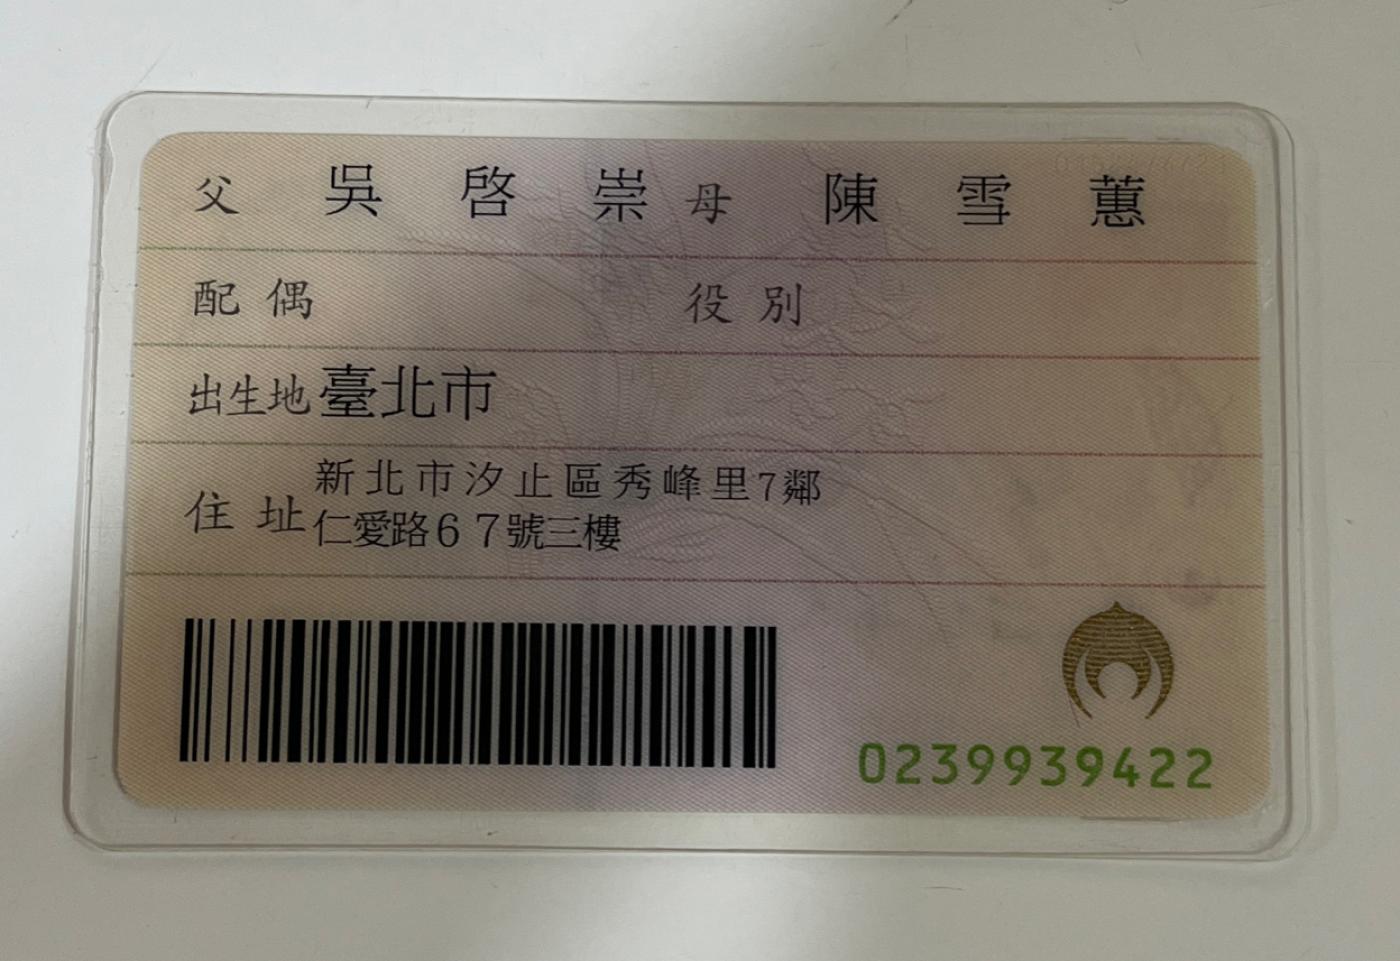 父 吳啓崇 母 陳雪蕙
配偶 役別
出生地 臺北市
住址 新北市汐止區秀峰里7鄰
仁愛路67號三樓
0239939422